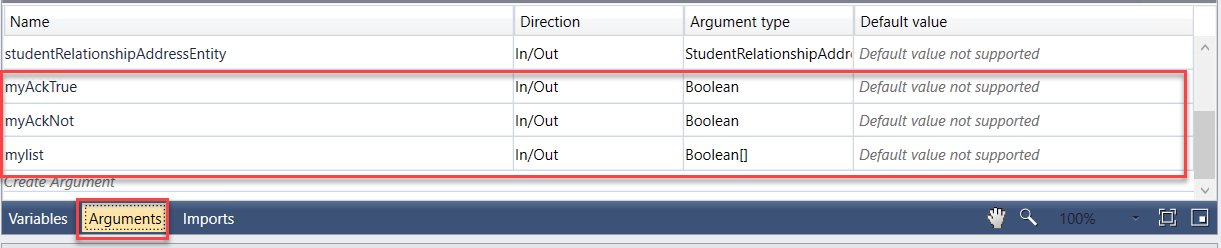 Name Direction Argument type Default value
studentRelationshipAddressEntity In/Out StudentRelationshipAddr Default value not supported
myAckTrue In/Out Boolean Default value not supported
myAckNot In/Out Boolean Default value not supported
mylist In/Out Boolean[] Default value not supported
Create Argument
Variables Arguments Imports 100%